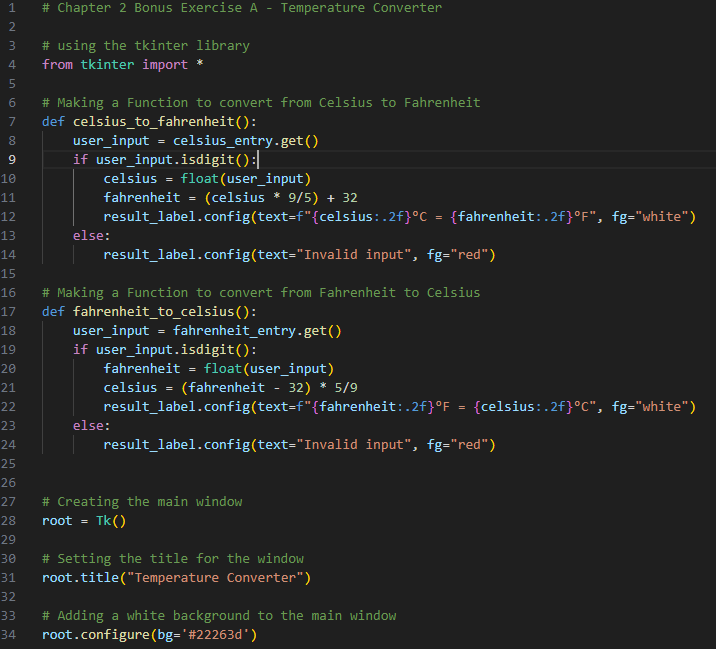 1 # Chapter 2 Bonus Exercise A - Temperature Converter
2
3 # using the tkinter library
4 from tkinter import *
5
6 # Making a Function to convert from Celsius to Fahrenheit
7 def celsius_to_fahrenheit():
8     user_input = celsius_entry.get()
9     if user_input.isdigit():
10         celsius = float(user_input)
11         fahrenheit = (celsius * 9/5) + 32
12         result_label.config(text=f"{celsius:.2f}ºC = {fahrenheit:.2f}ºF", fg="white")
13     else:
14         result_label.config(text="Invalid input", fg="red")
15
16 # Making a Function to convert from Fahrenheit to Celsius
17 def fahrenheit_to_celsius():
18     user_input = fahrenheit_entry.get()
19     if user_input.isdigit():
20         fahrenheit = float(user_input)
21         celsius = (fahrenheit - 32) * 5/9
22         result_label.config(text=f"{fahrenheit:.2f}ºF = {celsius:.2f}ºC", fg="white")
23     else:
24         result_label.config(text="Invalid input", fg="red")
25
26
27 # Creating the main window
28 root = Tk()
29
30 # Setting the title for the window
31 root.title("Temperature Converter")
32
33 # Adding a white background to the main window
34 root.configure(bg='#22263d')